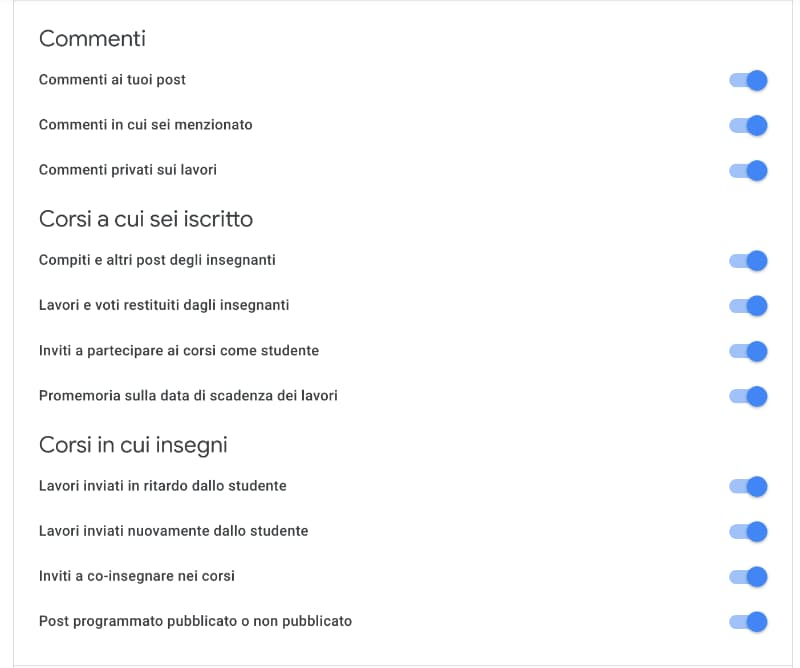 Commenti
Commenti ai tuoi post
Commenti in cui sei menzionato
Commenti privati sui lavori
Corsi a cui sei iscritto
Compiti e altri post degli insegnanti
Lavori e voti restituiti dagli insegnanti
Inviti a partecipare ai corsi come studente
Promemoria sulla data di scadenza dei lavori
Corsi in cui insegni
Lavori inviati in ritardo dallo studente
Lavori inviati nuovamente dallo studente
Inviti a co-insegnare nei corsi
Post programmato pubblicato o non pubblicato